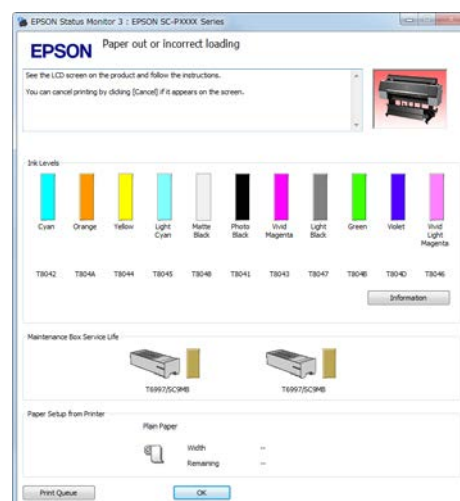 EPSON Status Monitor 3 : EPSON SC-PXXXX Series
EPSON
Paper out or incorrect loading
See the LCD screen on the product and follow the instructions.
You can cancel printing by clicking [Cancel] if it appears on the screen.
Ink Levels
Cyan Orange Yellow Light Cyan Matte Black Photo Black Vivid Magenta Light Black Green Violet Vivid Light Magenta
T8042 T804A T8044 T8045 T8048 T8041 T8043 T8047 T804B T804D T8046
Information
Maintenance Box Service Life
T6997/SC9MB T6997/SC9MB
Paper Setup from Printer
Plain Paper
Width --
Remaining --
Print Queue OK